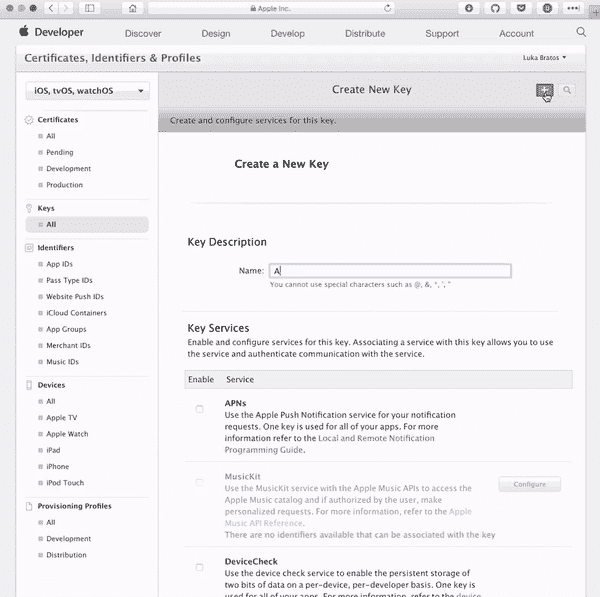 Apple Inc.
Developer
Discover
Design
Develop
Distribute
Support
Account
Certificates, Identifiers & Profiles
Luka Bratos
iOS, tvOS, watchOS
Create New Key
Create and configure services for this key.
Certificates
All
Pending
Development
Production
Keys
All
Identifiers
App IDs
Pass Type IDs
Website Push IDs
iCloud Containers
App Groups
Merchant IDs
Music IDs
Devices
All
Apple TV
Apple Watch
iPad
iPhone
iPod Touch
Provisioning Profiles
All
Development
Distribution
Create a New Key
Key Description
Name: A
You cannot use special characters such as @, &, *, ', "
Key Services
Enable and configure services for this key. Associating a service with this key allows you to use
the service and authenticate communication with the service.
Enable Service
APNs
Use the Apple Push Notification service for your notification
requests. One key is used for all of your apps. For more
information refer to the Local and Remote Notification
Programming Guide.
MusicKit
Use the MusicKit service with the Apple Music APIs to access the
Apple Music catalog and if authorized by the user, make
personalized requests. For more information, refer to the Apple
Music API Reference.
There are no identifiers available that can be associated with the key
Configure
DeviceCheck
Use the device check service to enable the persistent storage of
two bits of data on a per-device, per-developer basis. One key is
used for all of your apps. For more information, refer to the device